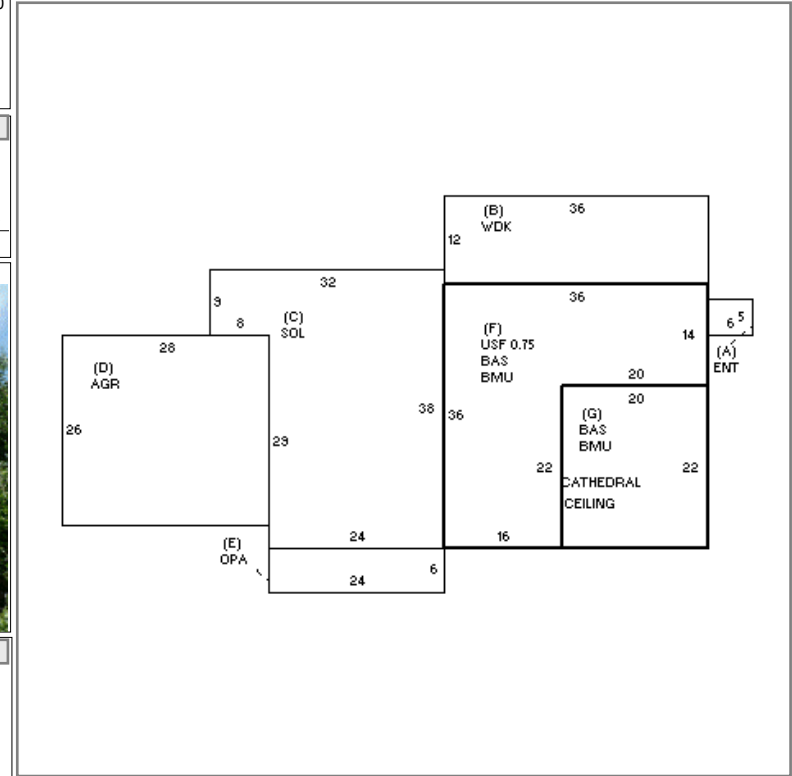 (B)
WDK
36
12
32
9
8
(C)
SOL
36
(F)
USF 0.75
BAS
BMU
14
6
5
(A)
ENT
28
(D)
AGR
26
20
20
(G)
BAS
BMU
38
36
29
22
22
CATHEDRAL
CEILING
24
16
(E)
OPA
24
6